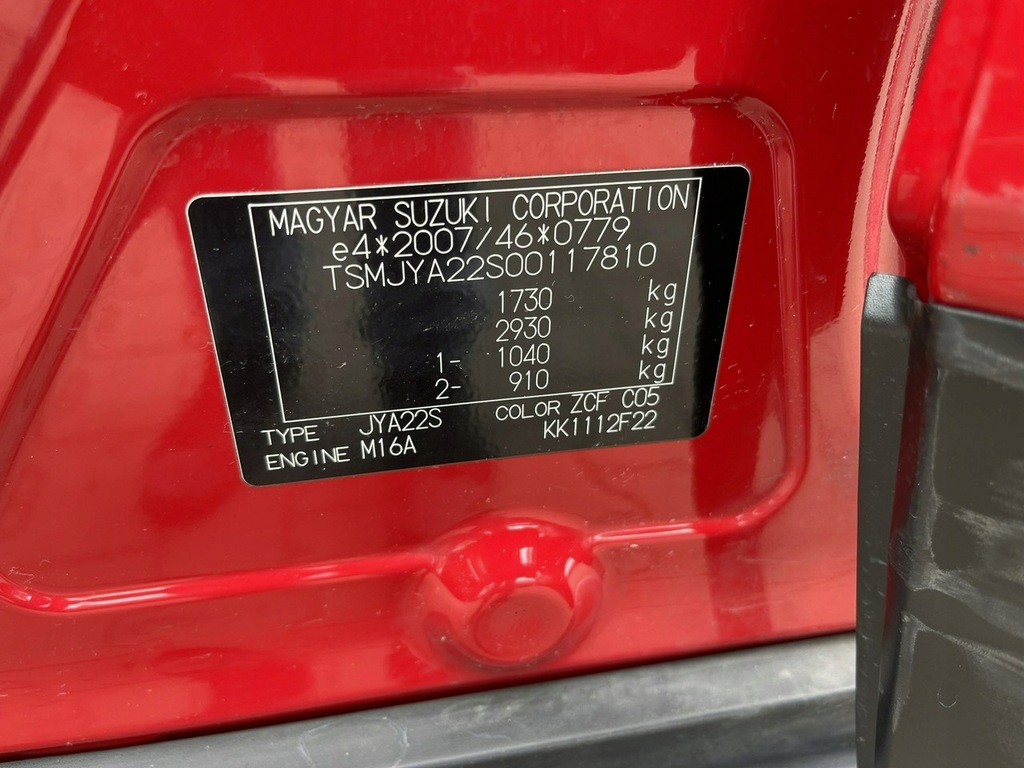 MAGYAR SUZUKI CORPORATION
e4*2007/46*0779
TSMJYA22S00117810
1730 kg
2930 kg
1- 1040 kg
2- 910 kg
TYPE JYA22S COLOR ZCF C05
ENGINE M16A KK1112F22